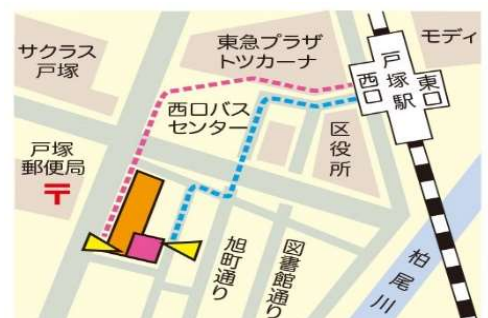 サクラス
戸塚
東急プラザ
トツカーナ
モディ
戸塚駅
西口
東口
西口バス
センター
区役所
戸塚
郵便局
〒
旭町通り
図書館通り
柏尾川